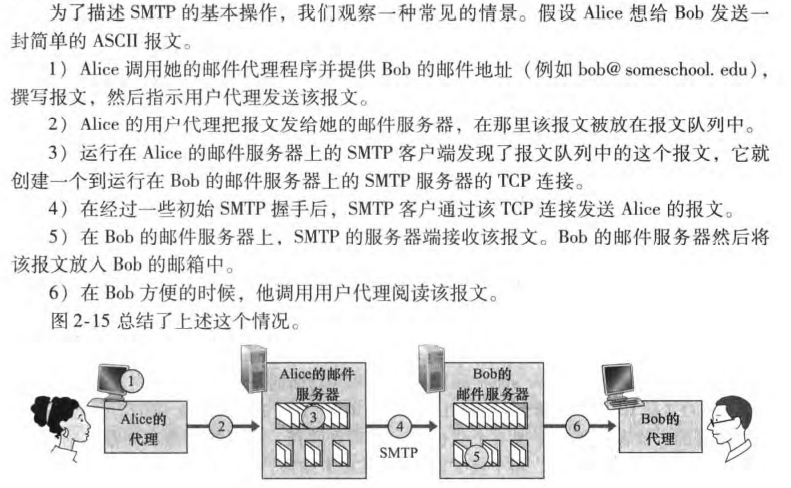 为了描述 SMTP 的基本操作，我们观察一种常见的情景。假设 Alice 想给 Bob 发送一
封简单的 ASCII 报文。
1）Alice 调用她的邮件代理程序并提供 Bob 的邮件地址（例如 bob@ someschool. edu），
撰写报文，然后指示用户代理发送该报文。
2）Alice 的用户代理把报文发给她的邮件服务器，在那里该报文被放在报文队列中。
3）运行在 Alice 的邮件服务器上的 SMTP 客户端发现了报文队列中的这个报文，它就
创建一个到运行在 Bob 的邮件服务器上的 SMTP 服务器的 TCP 连接。
4）在经过一些初始 SMTP 握手后，SMTP 客户通过该 TCP 连接发送 Alice 的报文。
5）在 Bob 的邮件服务器上，SMTP 的服务器端接收该报文。Bob 的邮件服务器然后将
该报文放入 Bob 的邮箱中。
6）在 Bob 方便的时候，他调用用户代理阅读该报文。
图 2-15 总结了上述这个情况。
1
Alice的
代理
2
Alice的邮件
服务器
3
4
SMTP
Bob的
邮件服务器
5
6
Bob的
代理